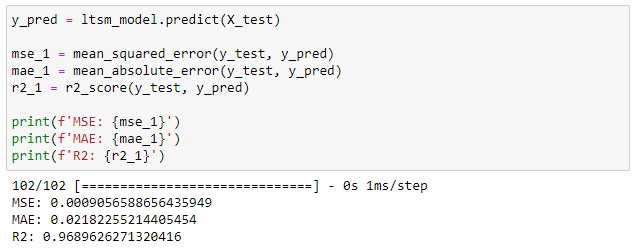 y_pred = ltsm_model.predict(X_test)
mse_1 = mean_squared_error(y_test, y_pred)
mae_1 = mean_absolute_error(y_test, y_pred)
r2_1 = r2_score(y_test, y_pred)
print(f'MSE: {mse_1}')
print(f'MAE: {mae_1}')
print(f'R2: {r2_1}')
102/102 [==============================] - 0s 1ms/step
MSE: 0.0009056588656435949
MAE: 0.02182255214405454
R2: 0.9689626271320416